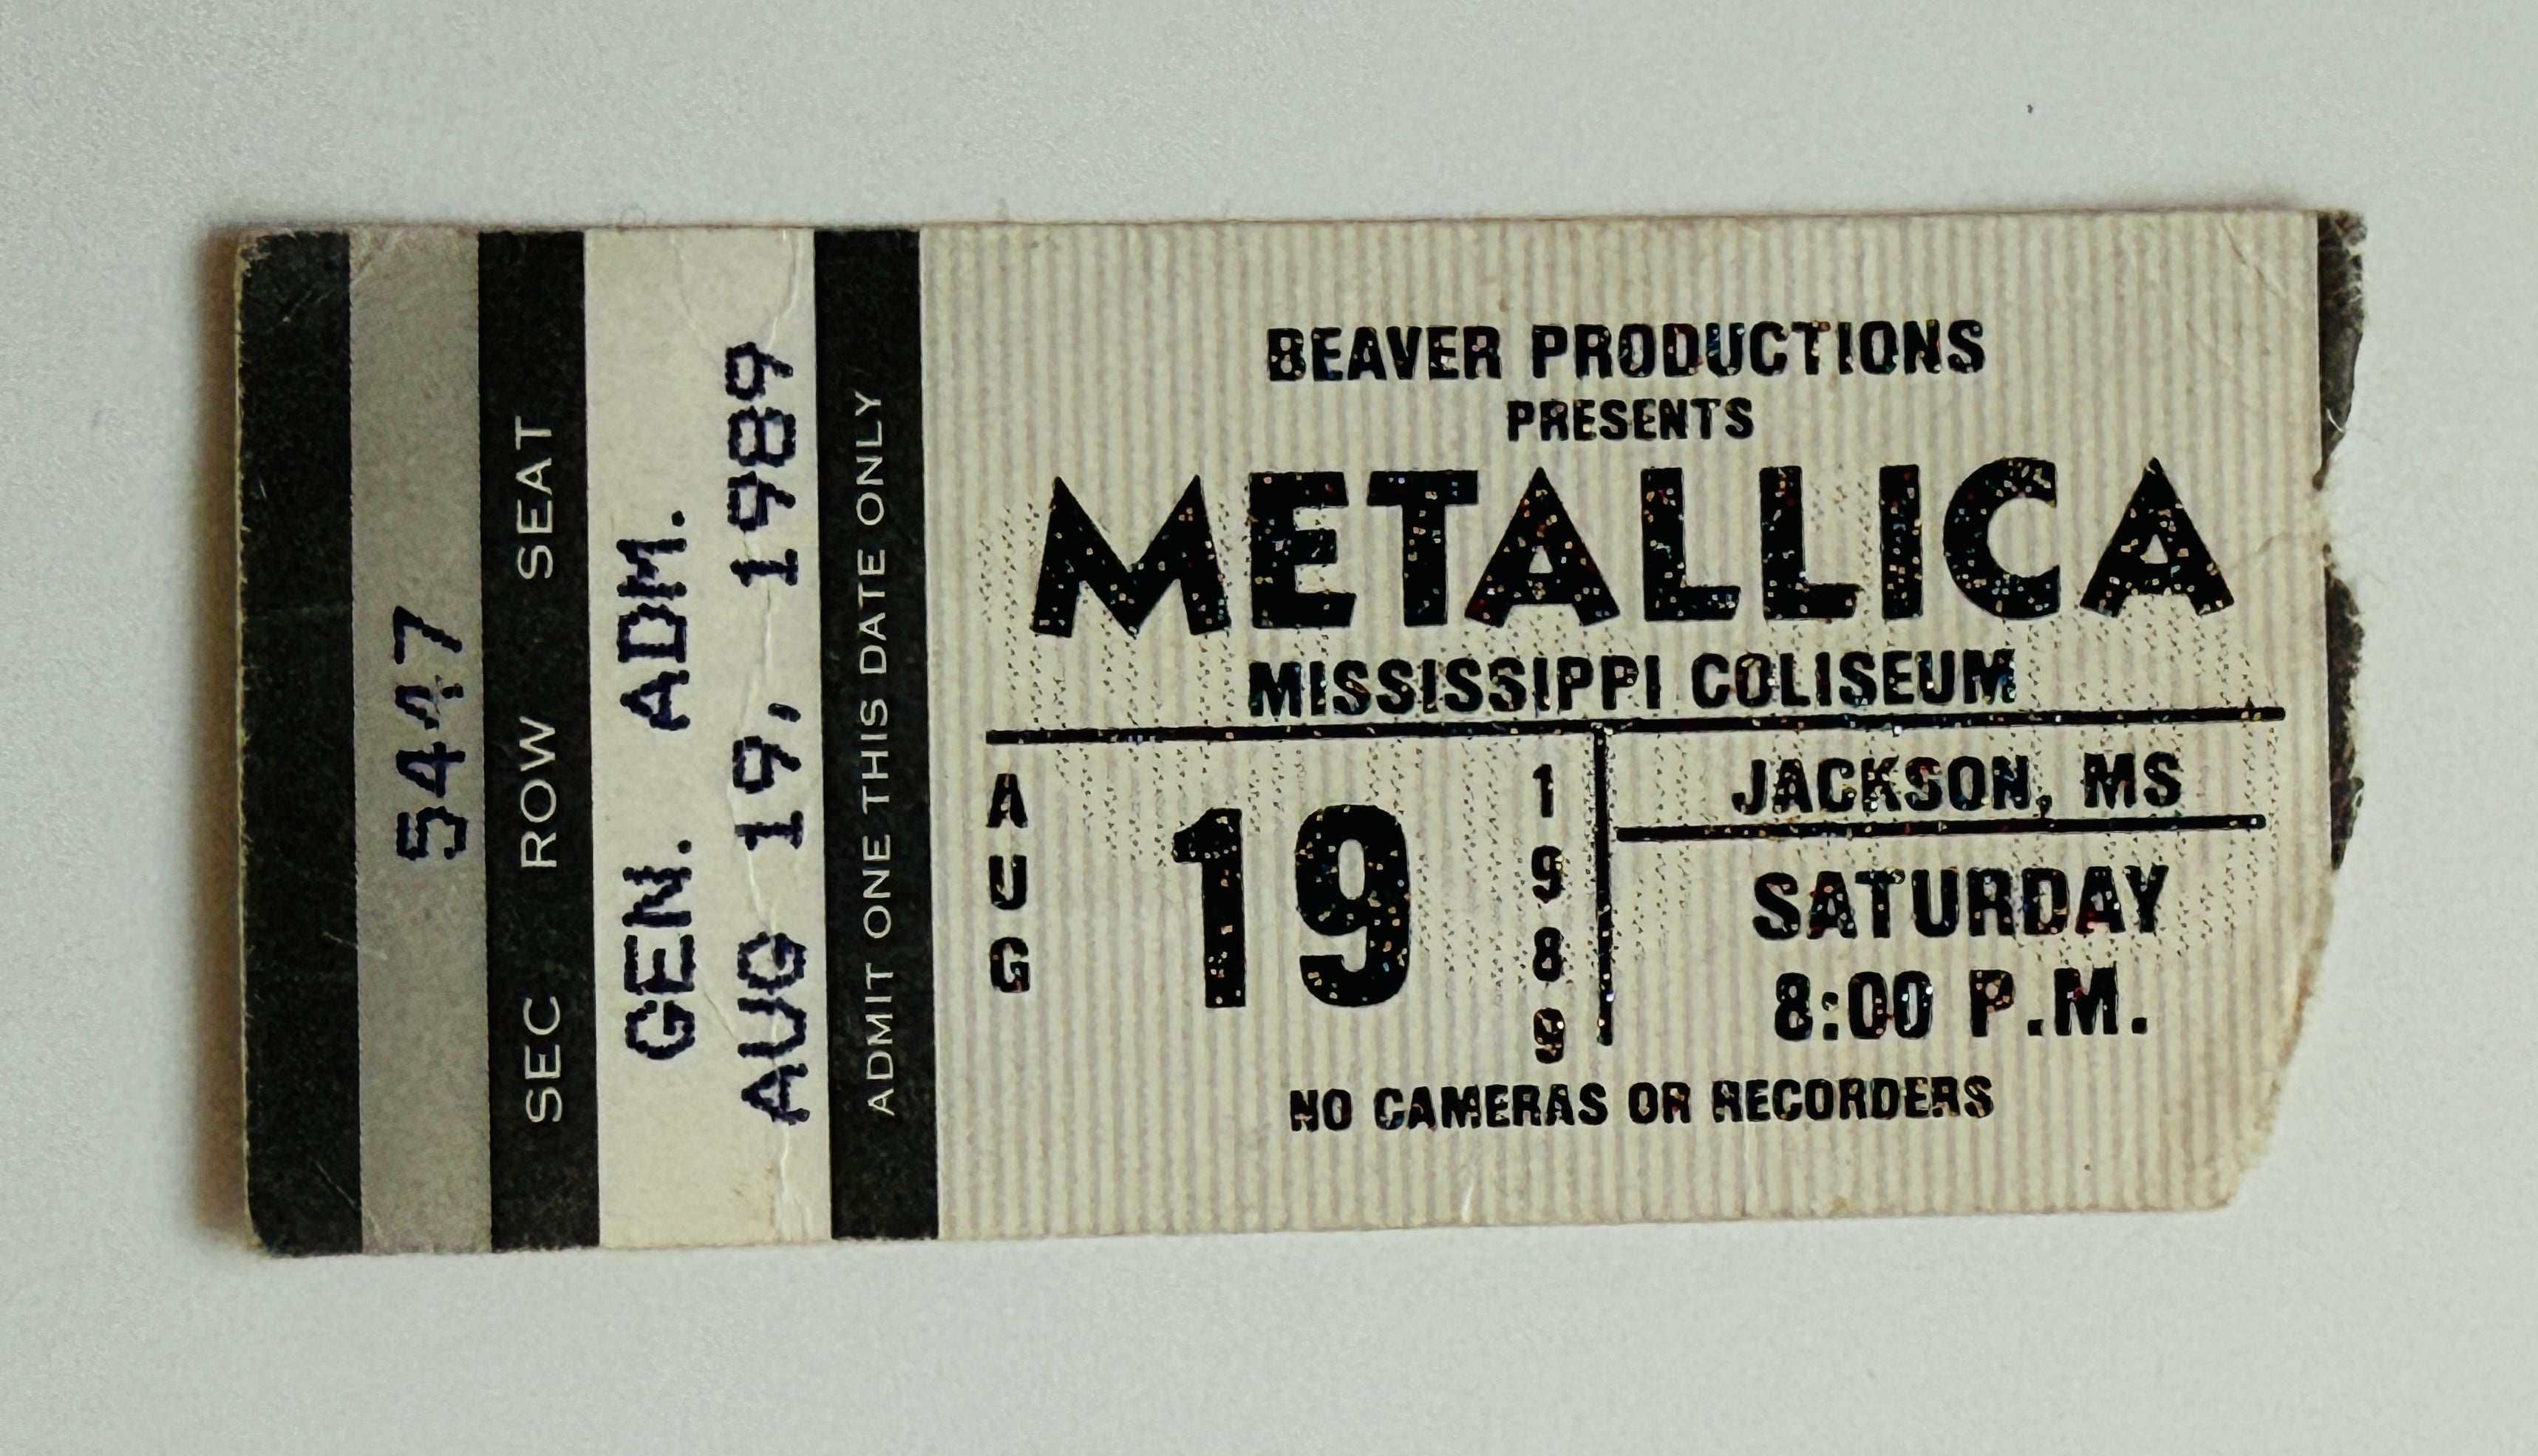 5447
SEC ROW SEAT
GEN. ADM.
AUG 19, 1989
ADMIT ONE THIS DATE ONLY
BEAVER PRODUCTIONS
PRESENTS
METALLICA
MISSISSIPPI COLISEUM
AUG 19 1989
JACKSON, MS
SATURDAY
8:00 P.M.
NO CAMERAS OR RECORDERS